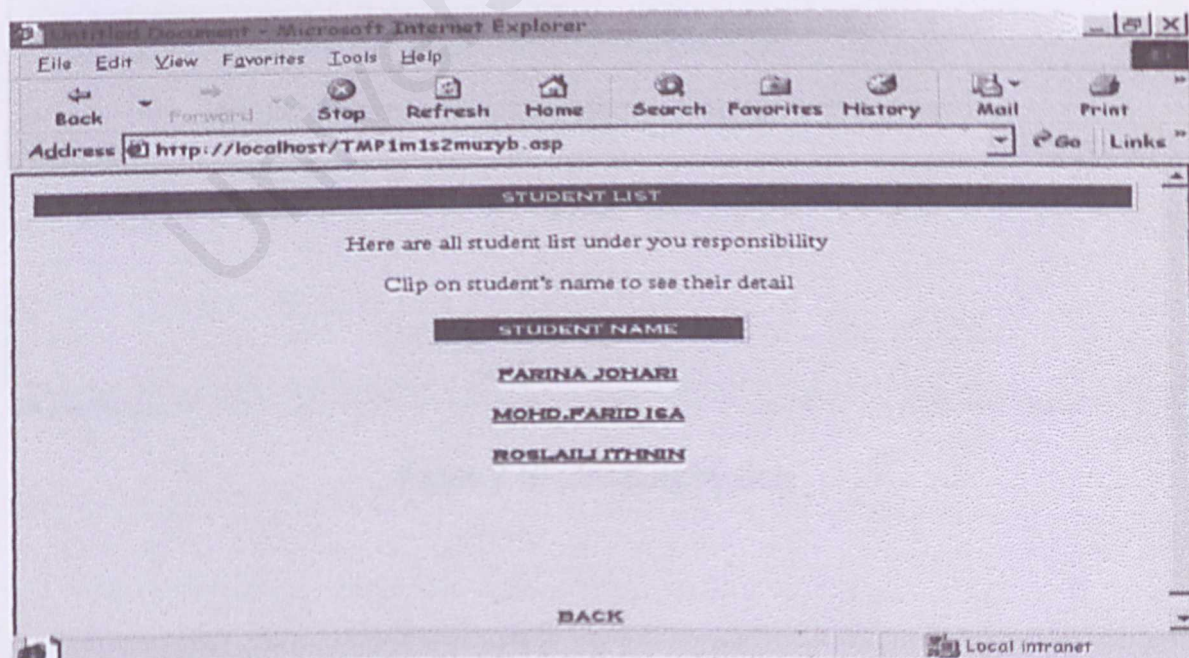 Untitled Document - Microsoft Internet Explorer
File Edit View Favorites Tools Help
Back Forward Stop Refresh Home Search Favorites History Mail Print »
Address http://localhost/TMP1m1s2muzyb.asp Go Links »
STUDENT LIST
Here are all student list under you responsibility
Clip on student's name to see their detail
STUDENT NAME
FARINA JOHARI
MOHD.FARID ISA
ROSLAILI ITHNIN
BACK
Local intranet